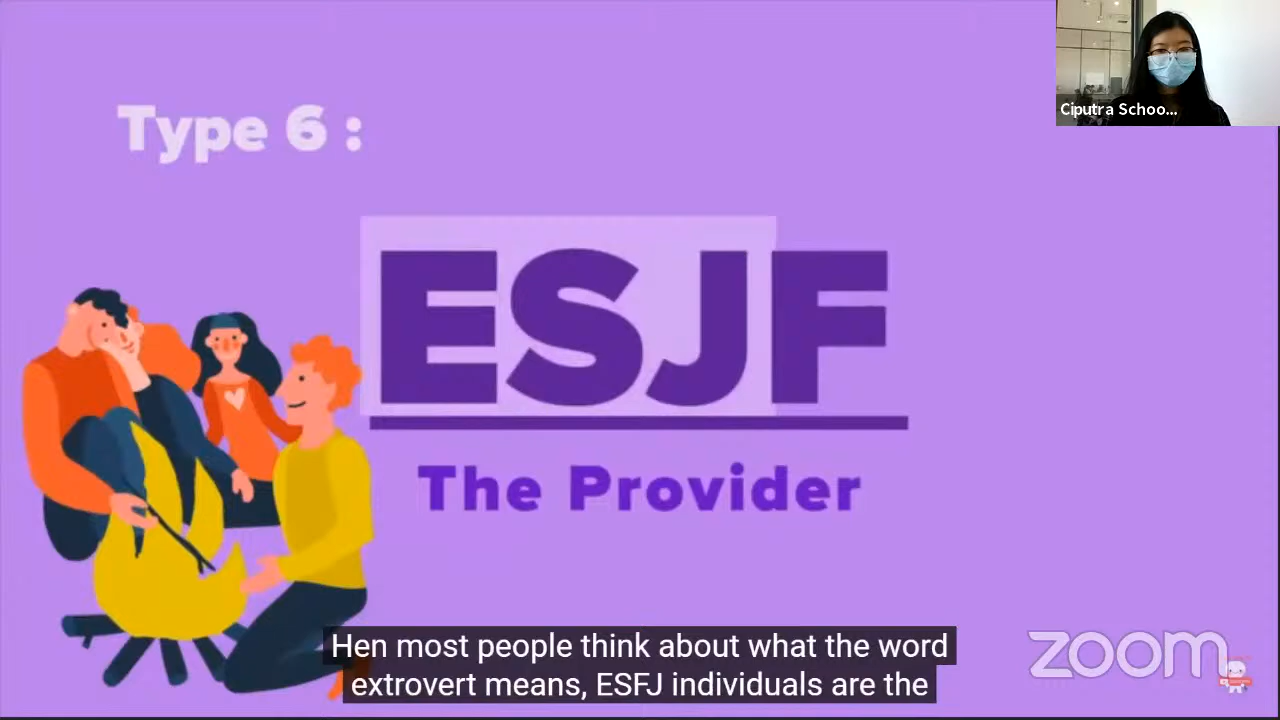 Ciputra Schoo...
Type 6 :
ESJF
The Provider
Hen most people think about what the word
extrovert means, ESFJ individuals are the
zoom